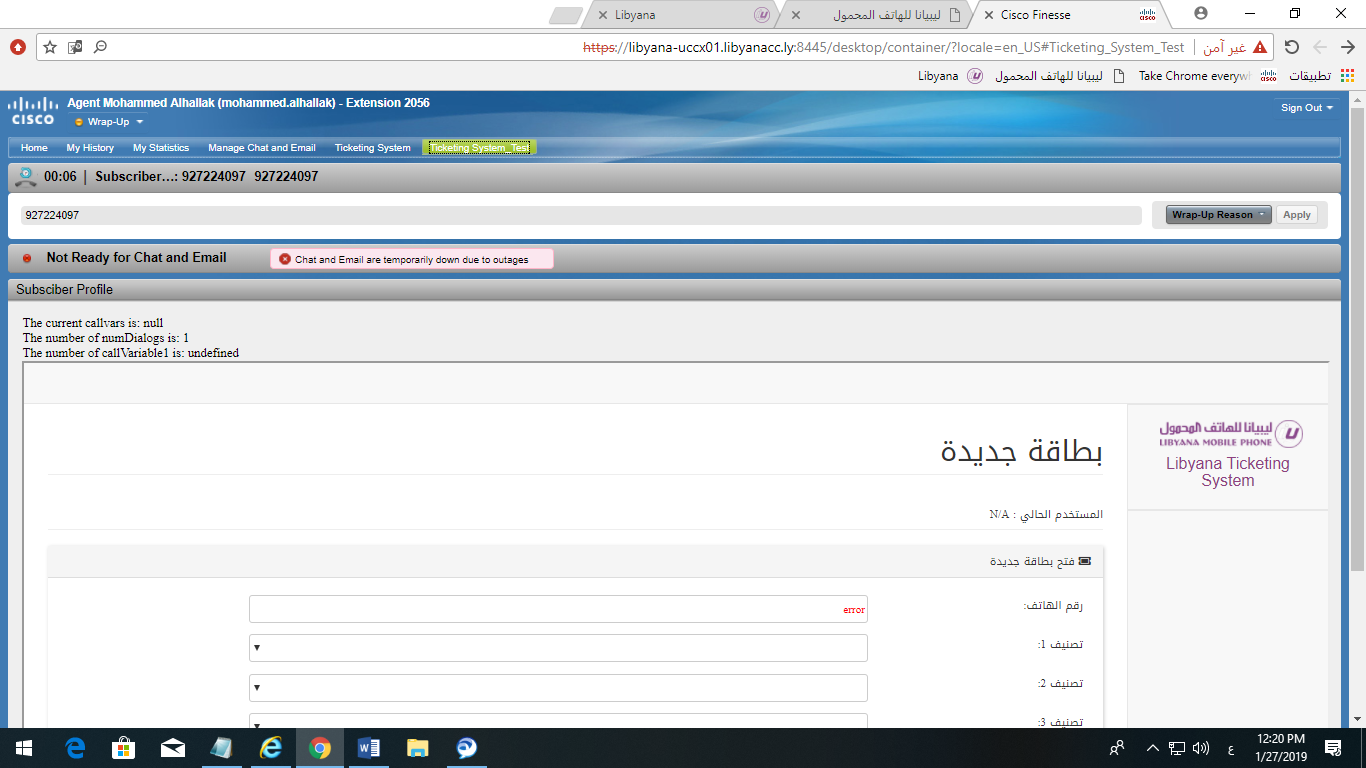 Libyana
ليبيانا للهاتف المحمول
Cisco Finesse
https://libyana-uccx01.libyanacc.ly:8445/desktop/container/?locale=en_US#Ticketing_System_Test
غير آمن
Libyana
ليبيانا للهاتف المحمول
Take Chrome everyw
تطبيقات
CISCO
Agent Mohammed Alhallak (mohammed.alhallak) - Extension 2056
Wrap-Up
Sign Out
Home
My History
My Statistics
Manage Chat and Email
Ticketing System
Ticketing System_Test
00:06 | Subscriber...: 927224097 927224097
927224097
Wrap-Up Reason
Apply
Not Ready for Chat and Email
Chat and Email are temporarily down due to outages
Subsciber Profile
The current callvars is: null
The number of numDialogs is: 1
The number of callVariable1 is: undefined
ليبيانا للهاتف المحمول
LIBYANA MOBILE PHONE
Libyana Ticketing
System
بطاقة جديدة
المستخدم الحالي : N/A
فتح بطاقة جديدة
رقم الهاتف:
error
تصنيف 1:
تصنيف 2:
تصنيف 3:
ع
12:20 PM
1/27/2019